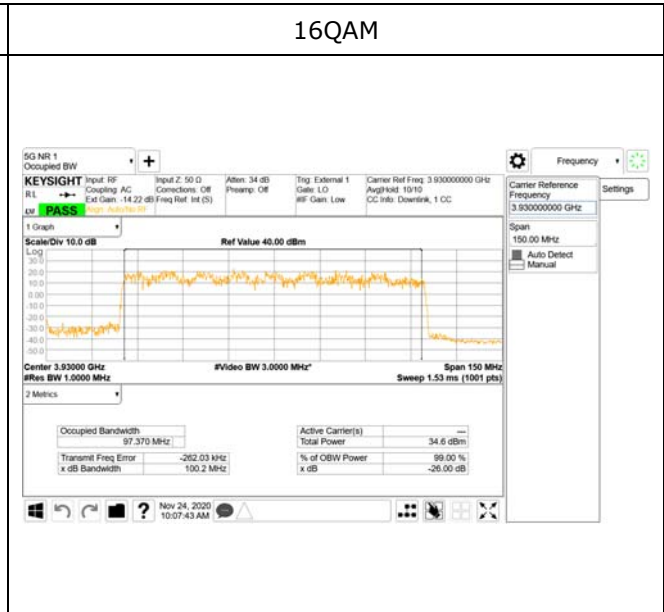 16QAM
5G NR 1
Occupied BW
+
Frequency
KEYSIGHT
RL
PASS
Input: RF
Coupling: AC
Ext Gain: -14.22 dB
Align: Auto/No RF
Input Z: 50 Ω
Corrections: Off
Freq Ref: Int (S)
Atten: 34 dB
Preamp: Off
Trig: External 1
Gate: LO
#IF Gain: Low
Carrier Ref Freq: 3.930000000 GHz
Avg|Hold: 10/10
CC Info: Downlink, 1 CC
Carrier Reference
Frequency
3.930000000 GHz
Settings
Span
150.00 MHz
Auto Detect
Manual
1 Graph
Scale/Div 10.0 dB
Ref Value 40.00 dBm
Log
30.0
20.0
10.0
0.00
-10.0
-20.0
-30.0
-40.0
-50.0
Center 3.93000 GHz
#Video BW 3.0000 MHz*
Span 150 MHz
#Res BW 1.0000 MHz
Sweep 1.53 ms (1001 pts)
2 Metrics
Occupied Bandwidth
97.370 MHz
Transmit Freq Error -262.03 kHz
x dB Bandwidth 100.2 MHz
Active Carrier(s) ---
Total Power 34.6 dBm
% of OBW Power 99.00 %
x dB -26.00 dB
?
Nov 24, 2020
10:07:43 AM